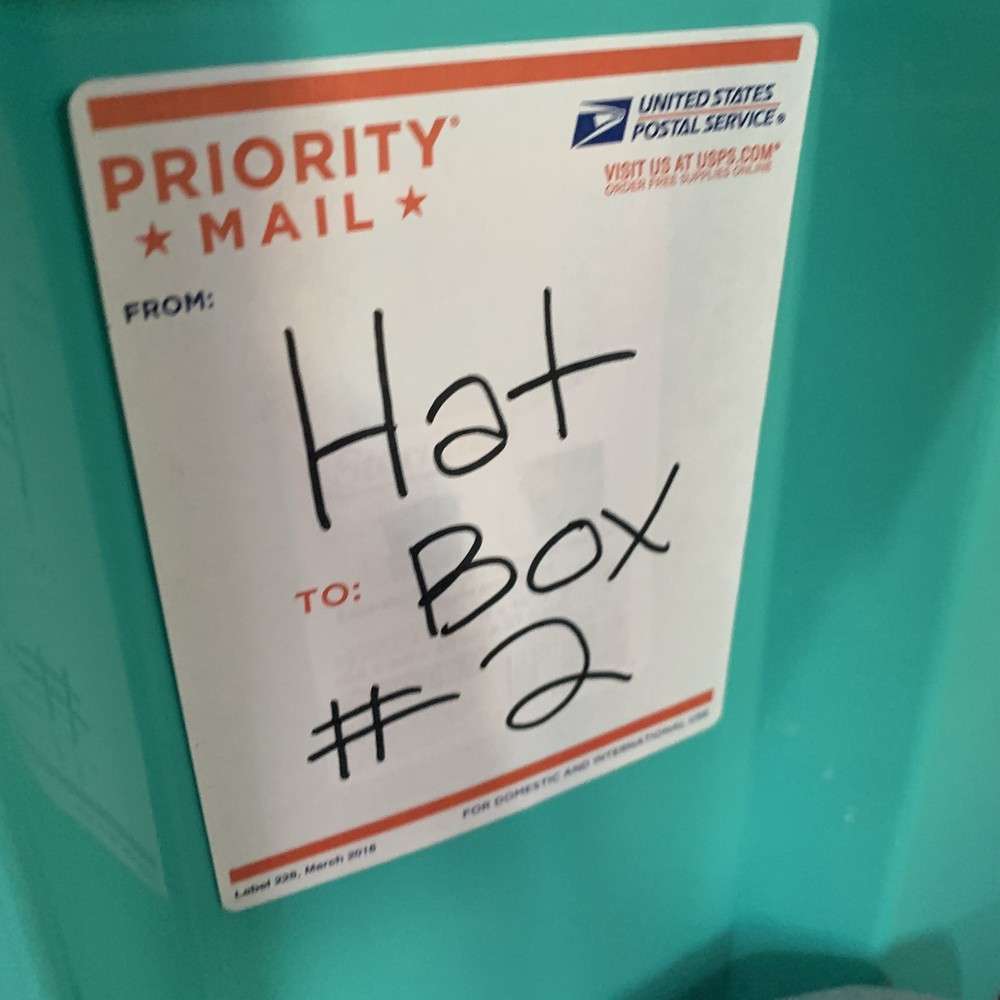 PRIORITY®
★ MAIL ★
UNITED STATES
POSTAL SERVICE®
VISIT US AT USPS.COM®
ORDER FREE SUPPLIES ONLINE
FROM:
Hat
TO: Box
#2
FOR DOMESTIC AND INTERNATIONAL USE
Label 228, March 2016